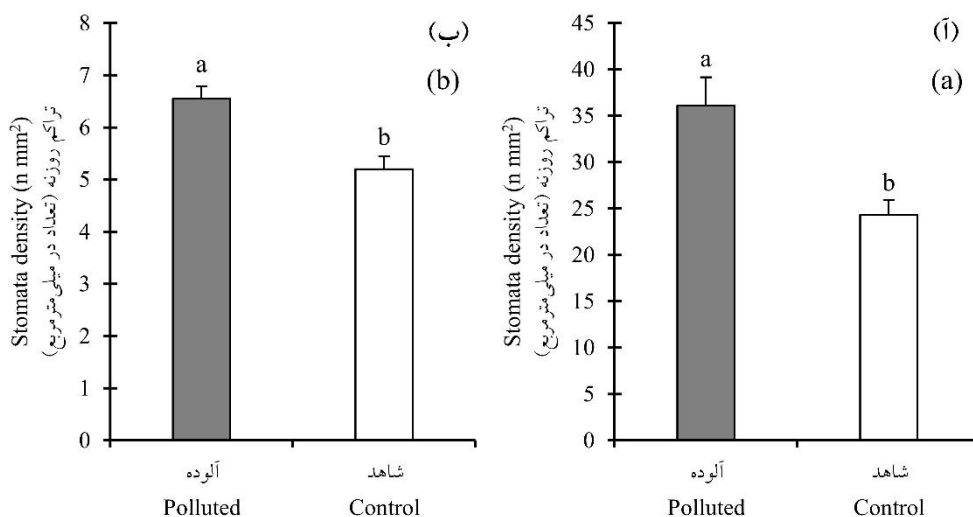 (ب)
(b)
8
7
6
5
4
3
2
1
0
Stomata density (n mm²)
تراکم روزنه (تعداد در میلی‌مترمربع)
a
b
آلوده
Polluted
شاهد
Control
(آ)
(a)
45
40
35
30
25
20
15
10
5
0
Stomata density (n mm²)
تراکم روزنه (تعداد در میلی‌مترمربع)
a
b
آلوده
Polluted
شاهد
Control